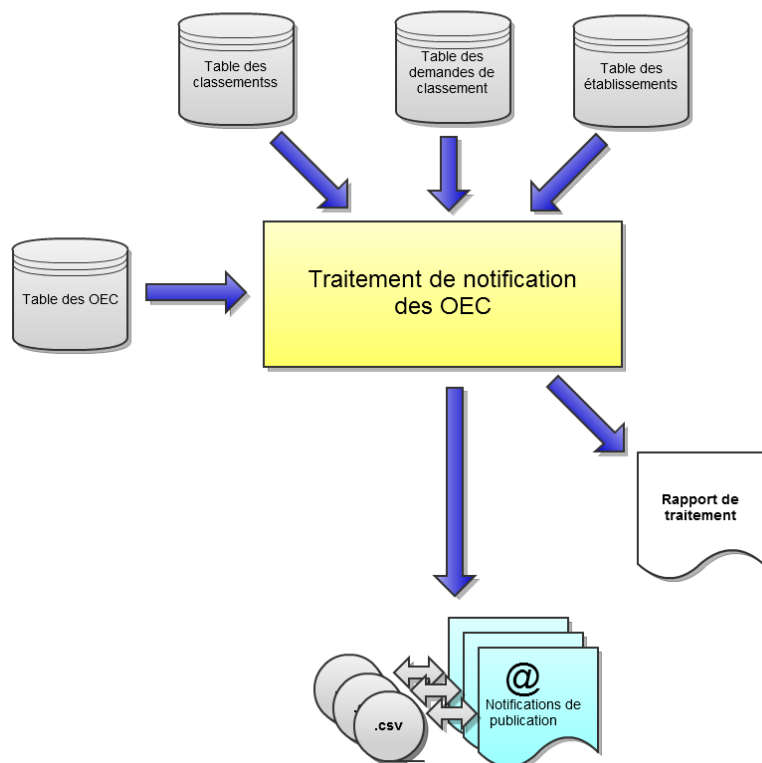 Table des
classementss
Table des
demandes de
classement
Table des
établissements
Table des OEC
Traitement de notification
des OEC
Rapport de
traitement
@
Notifications de
publication
.csv